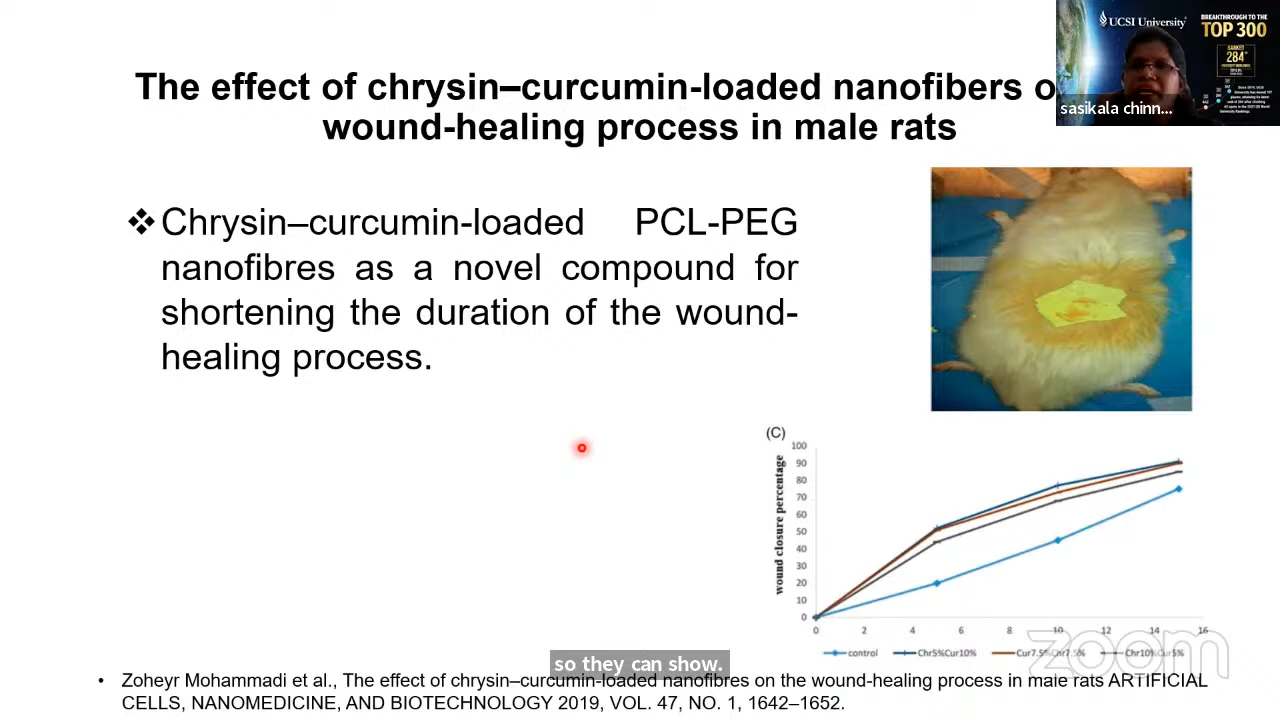 UCSI University
BREAKTHROUGH TO THE
TOP 300
RANKED
284
sasikala chinn...
The effect of chrysin–curcumin-loaded nanofibers o
wound-healing process in male rats
❖Chrysin–curcumin-loaded PCL-PEG
nanofibres as a novel compound for
shortening the duration of the wound-
healing process.
(C)
wound closure percentage
100
90
80
70
60
50
40
30
20
10
0
0 2 4 6 8 10 12 14 16
control Chr5%Cur10% Cur7.5%Chr7.5% Chr10%Cur5%
zoom
so they can show.
• Zoheyr Mohammadi et al., The effect of chrysin–curcumin-loaded nanofibres on the wound-healing process in male rats ARTIFICIAL
CELLS, NANOMEDICINE, AND BIOTECHNOLOGY 2019, VOL. 47, NO. 1, 1642–1652.